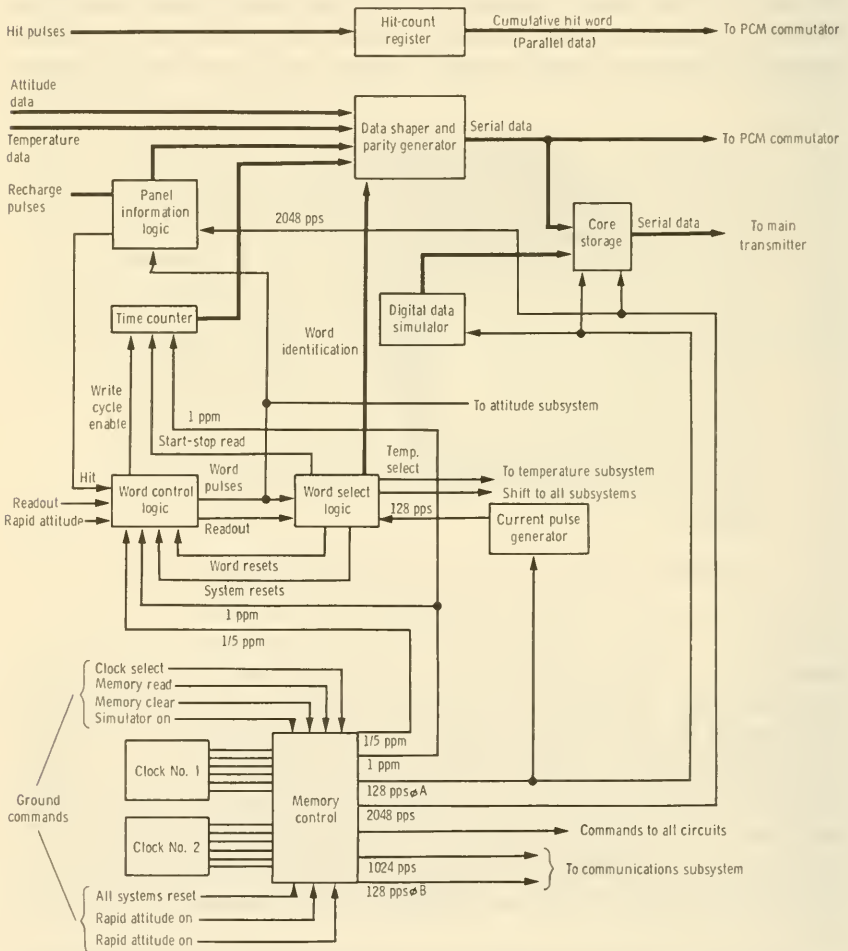 Hit pulses
Hit-count
register
Cumulative hit word
(Parallel data)
To PCM commutator
Attitude
data
Temperature
data
Data shaper and
parity generator
Serial data
To PCM commutator
Recharge
pulses
Panel
information
logic
2048 pps
Core
storage
Serial data
To main
transmitter
Time counter
Digital data
simulalor
Word
identification
Write
cycle
enable
1 ppm
To attitude subsystem
Start-stop read
Temp.
select
Hit
Word
pulses
Readout
Rapid attitude
Word control
logic
Word select
logic
To temperature subsystem
Shift to all subsystems
128 pps
Current pulse
generator
Readout
Word resets
System resets
1 ppm
1/5 ppm
Clock select
Memory read
Memory clear
Simulator on
1/5 ppm
1 ppm
Clock No. 1
128 pps ø A
Ground
commands
Memory
control
2048 pps
Clock No. 2
Commands to all circuits
1024 pps
To communications subsystem
128 pps ø B
All systems reset
Rapid attitude on
Rapid attitude on